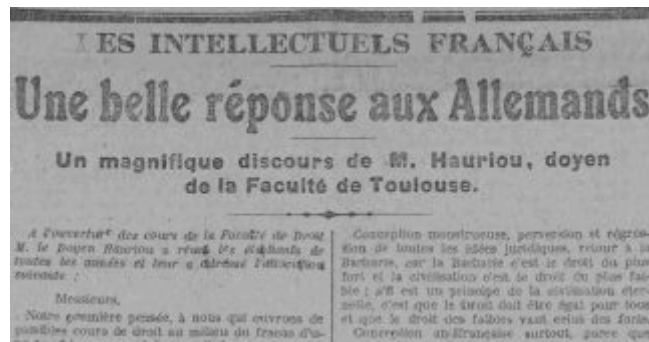 ES INTELLECTUELS FRANÇAIS
Une belle réponse aux Allemands
Un magnifique discours de M. Hauriou, doyen
de la Faculté de Toulouse.
A l'ouverture des cours de la Faculté de Droit
M. le Doyen Hauriou a réuni les étudiants de
toutes les années et leur a adressé l'allocution
suivante :
Messieurs,
Notre première pensée, à nous qui ouvrons de
paisibles cours de droit au milieu du fracas d'u-
Conception monstrueuse, perversion et régres-
sion de toutes les idées juridiques, retour à la
Barbarie, car la Barbarie c'est le droit du plus
fort et la civilisation c'est le droit du plus fai-
ble ; s'il est un principe de la civilisation éter-
nelle, c'est que le droit doit être égal pour tous
et que le droit des faibles vaut celui des forts.
Conception anti-française surtout, parce que